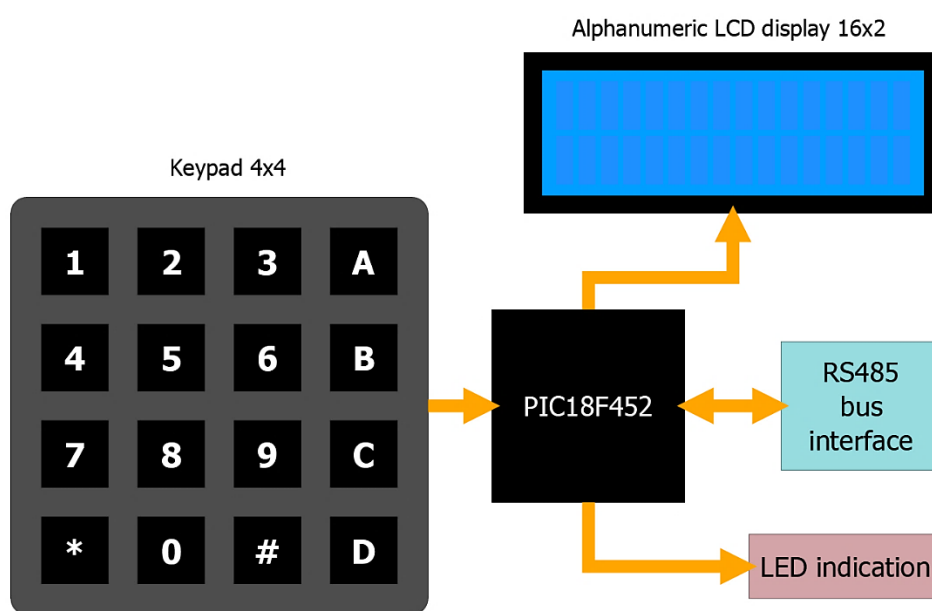 Alphanumeric LCD display 16x2
Keypad 4x4
1 2 3 A
4 5 6 B
7 8 9 C
* 0 # D
PIC18F452
RS485
bus
interface
LED indication